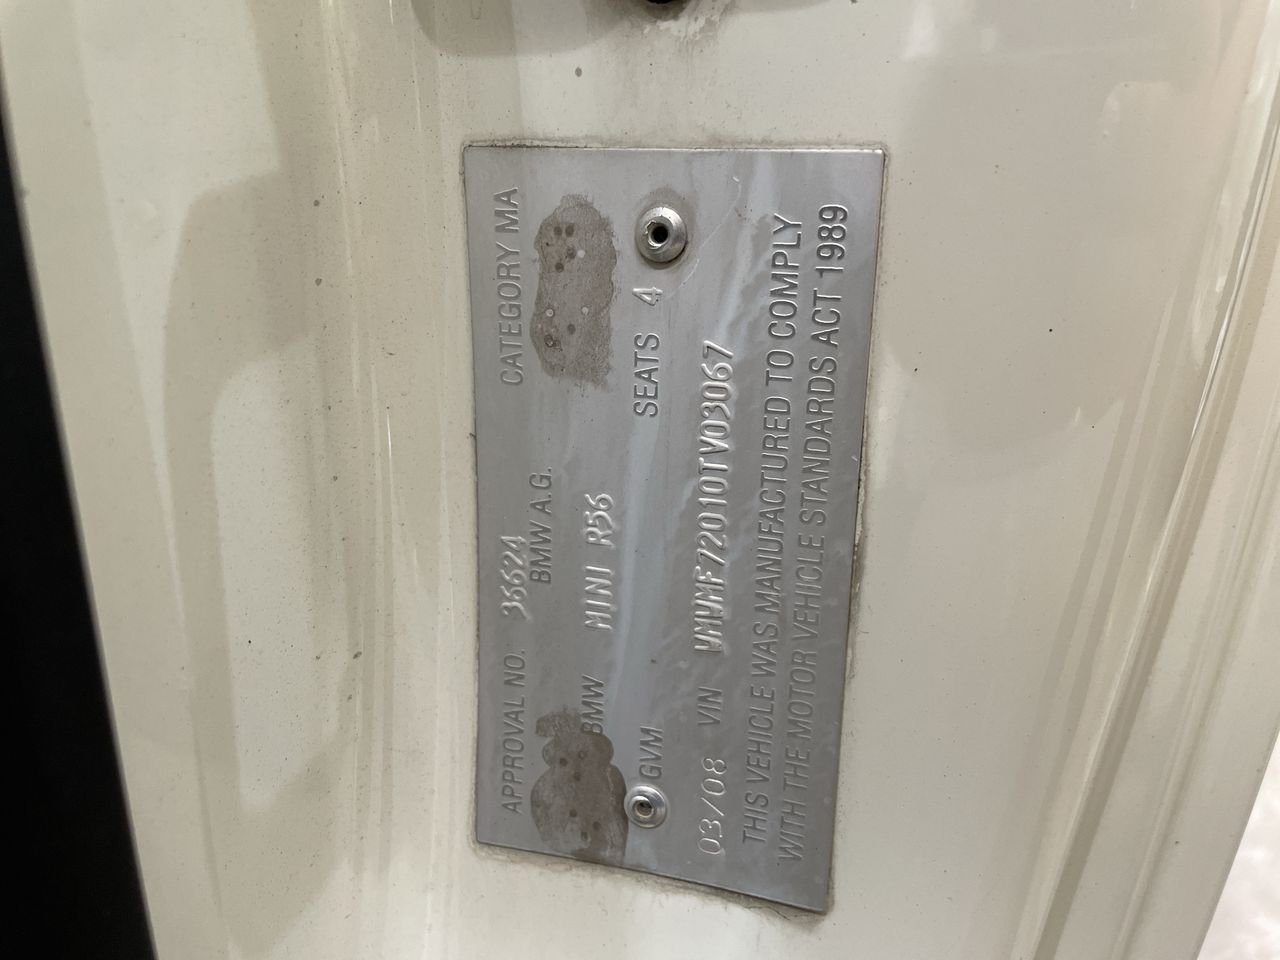 APPROVAL NO. 36624 CATEGORY MA
BMW A.G.
BMW MINI R56
GVM SEATS 4
03/08 VIN WMWMF72010TV03067
THIS VEHICLE WAS MANUFACTURED TO COMPLY
WITH THE MOTOR VEHICLE STANDARDS ACT 1989